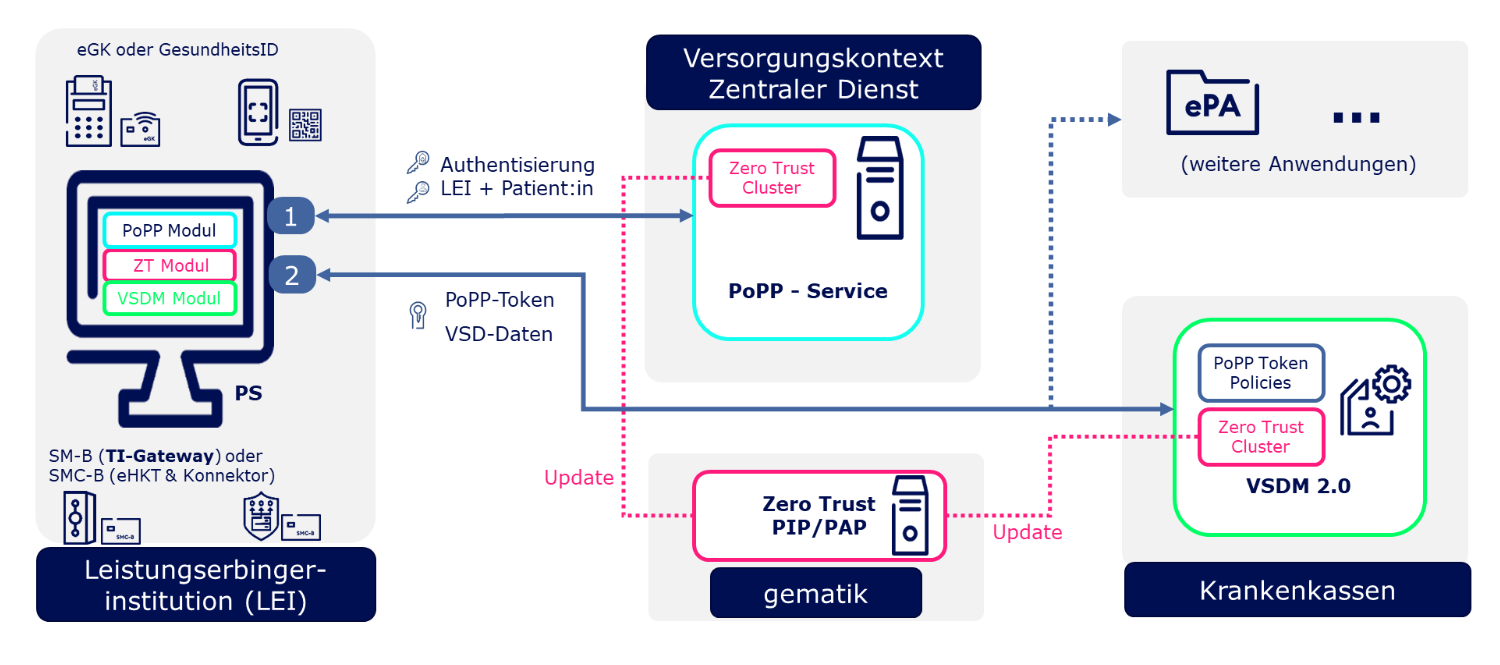 eGK oder GesundheitsID
eGK
PoPP Modul
ZT Modul
VSDM Modul
PS
SM-B (TI-Gateway) oder
SMC-B (eHKT & Konnektor)
SMC-B
SMC-B
Leistungserbinger-
institution (LEI)
1
2
Authentisierung
LEI + Patient:in
PoPP-Token
VSD-Daten
Versorgungskontext
Zentraler Dienst
Zero Trust
Cluster
PoPP - Service
Update
Zero Trust
PIP/PAP
gematik
Update
ePA
...
(weitere Anwendungen)
PoPP Token
Policies
Zero Trust
Cluster
VSDM 2.0
Krankenkassen